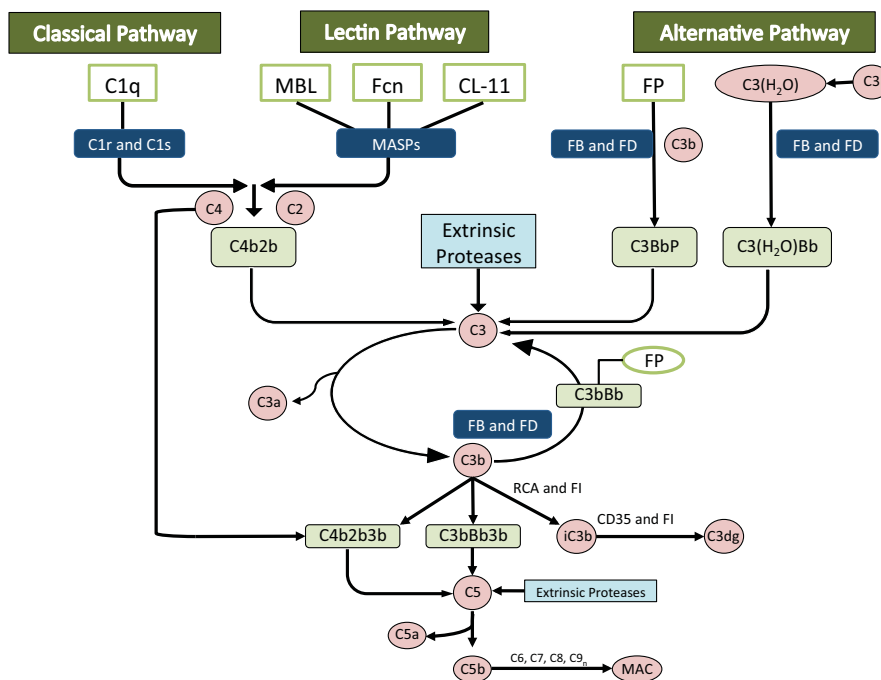 Classical Pathway
Lectin Pathway
Alternative Pathway
C1q
MBL
Fcn
CL-11
FP
C3(H₂O)
C3
C1r and C1s
MASPs
FB and FD
C3b
FB and FD
C4
C2
C4b2b
Extrinsic
Proteases
C3BbP
C3(H₂O)Bb
C3
FP
C3bBb
C3a
FB and FD
C3b
RCA and FI
CD35 and FI
C4b2b3b
C3bBb3b
iC3b
C3dg
C5
Extrinsic Proteases
C5a
C6, C7, C8, C9ₙ
C5b
MAC